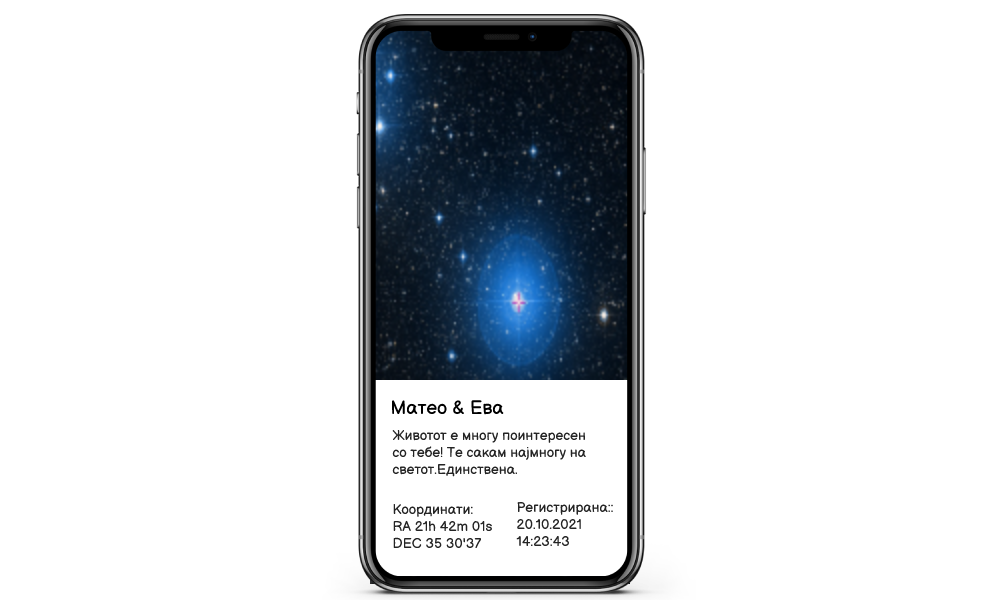 Матео & Ева
Животот е многу поинтересен
со тебе! Те сакам најмногу на
светот.Единствена.
Координати:
RA 21h 42m 01s
DEC 35 30'37
Регистрирана::
20.10.2021
14:23:43